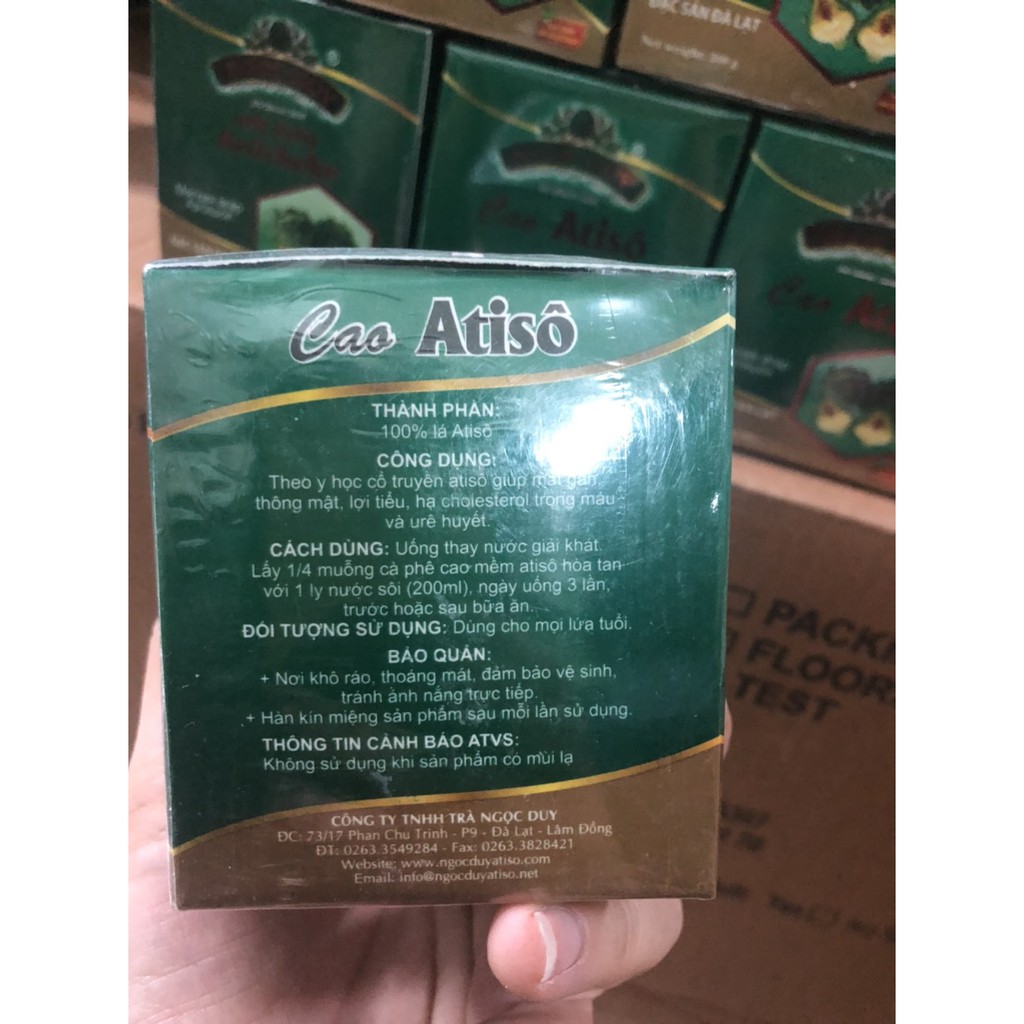 ĐẶC SẢN ĐÀ LẠT
Cao Atisô
Cao
Cao Atisô
THÀNH PHẦN:
100% lá Atisô
CÔNG DỤNG:
Theo y học cổ truyền atisô giúp mát gan,
thông mật, lợi tiểu, hạ cholesterol trong máu
và urê huyết.
CÁCH DÙNG: Uống thay nước giải khát.
Lấy 1/4 muỗng cà phê cao mềm atisô hòa tan
với 1 ly nước sôi (200ml), ngày uống 3 lần,
trước hoặc sau bữa ăn.
ĐỐI TƯỢNG SỬ DỤNG: Dùng cho mọi lứa tuổi.
BẢO QUẢN:
+ Nơi khô ráo, thoáng mát, đảm bảo vệ sinh,
tránh ánh nắng trực tiếp.
+ Hàn kín miệng sản phẩm sau mỗi lần sử dụng.
THÔNG TIN CẢNH BÁO ATVS:
Không sử dụng khi sản phẩm có mùi lạ
CÔNG TY TNHH TRÀ NGỌC DUY
ĐC: 73/17 Phan Chu Trinh - P9 - Đà Lạt - Lâm Đồng
ĐT: 0263.3549284 - Fax: 0263.3828421
Website: www.ngocduyatiso.com
Email: info@ngocduyatiso.net
FLOOR
TEST